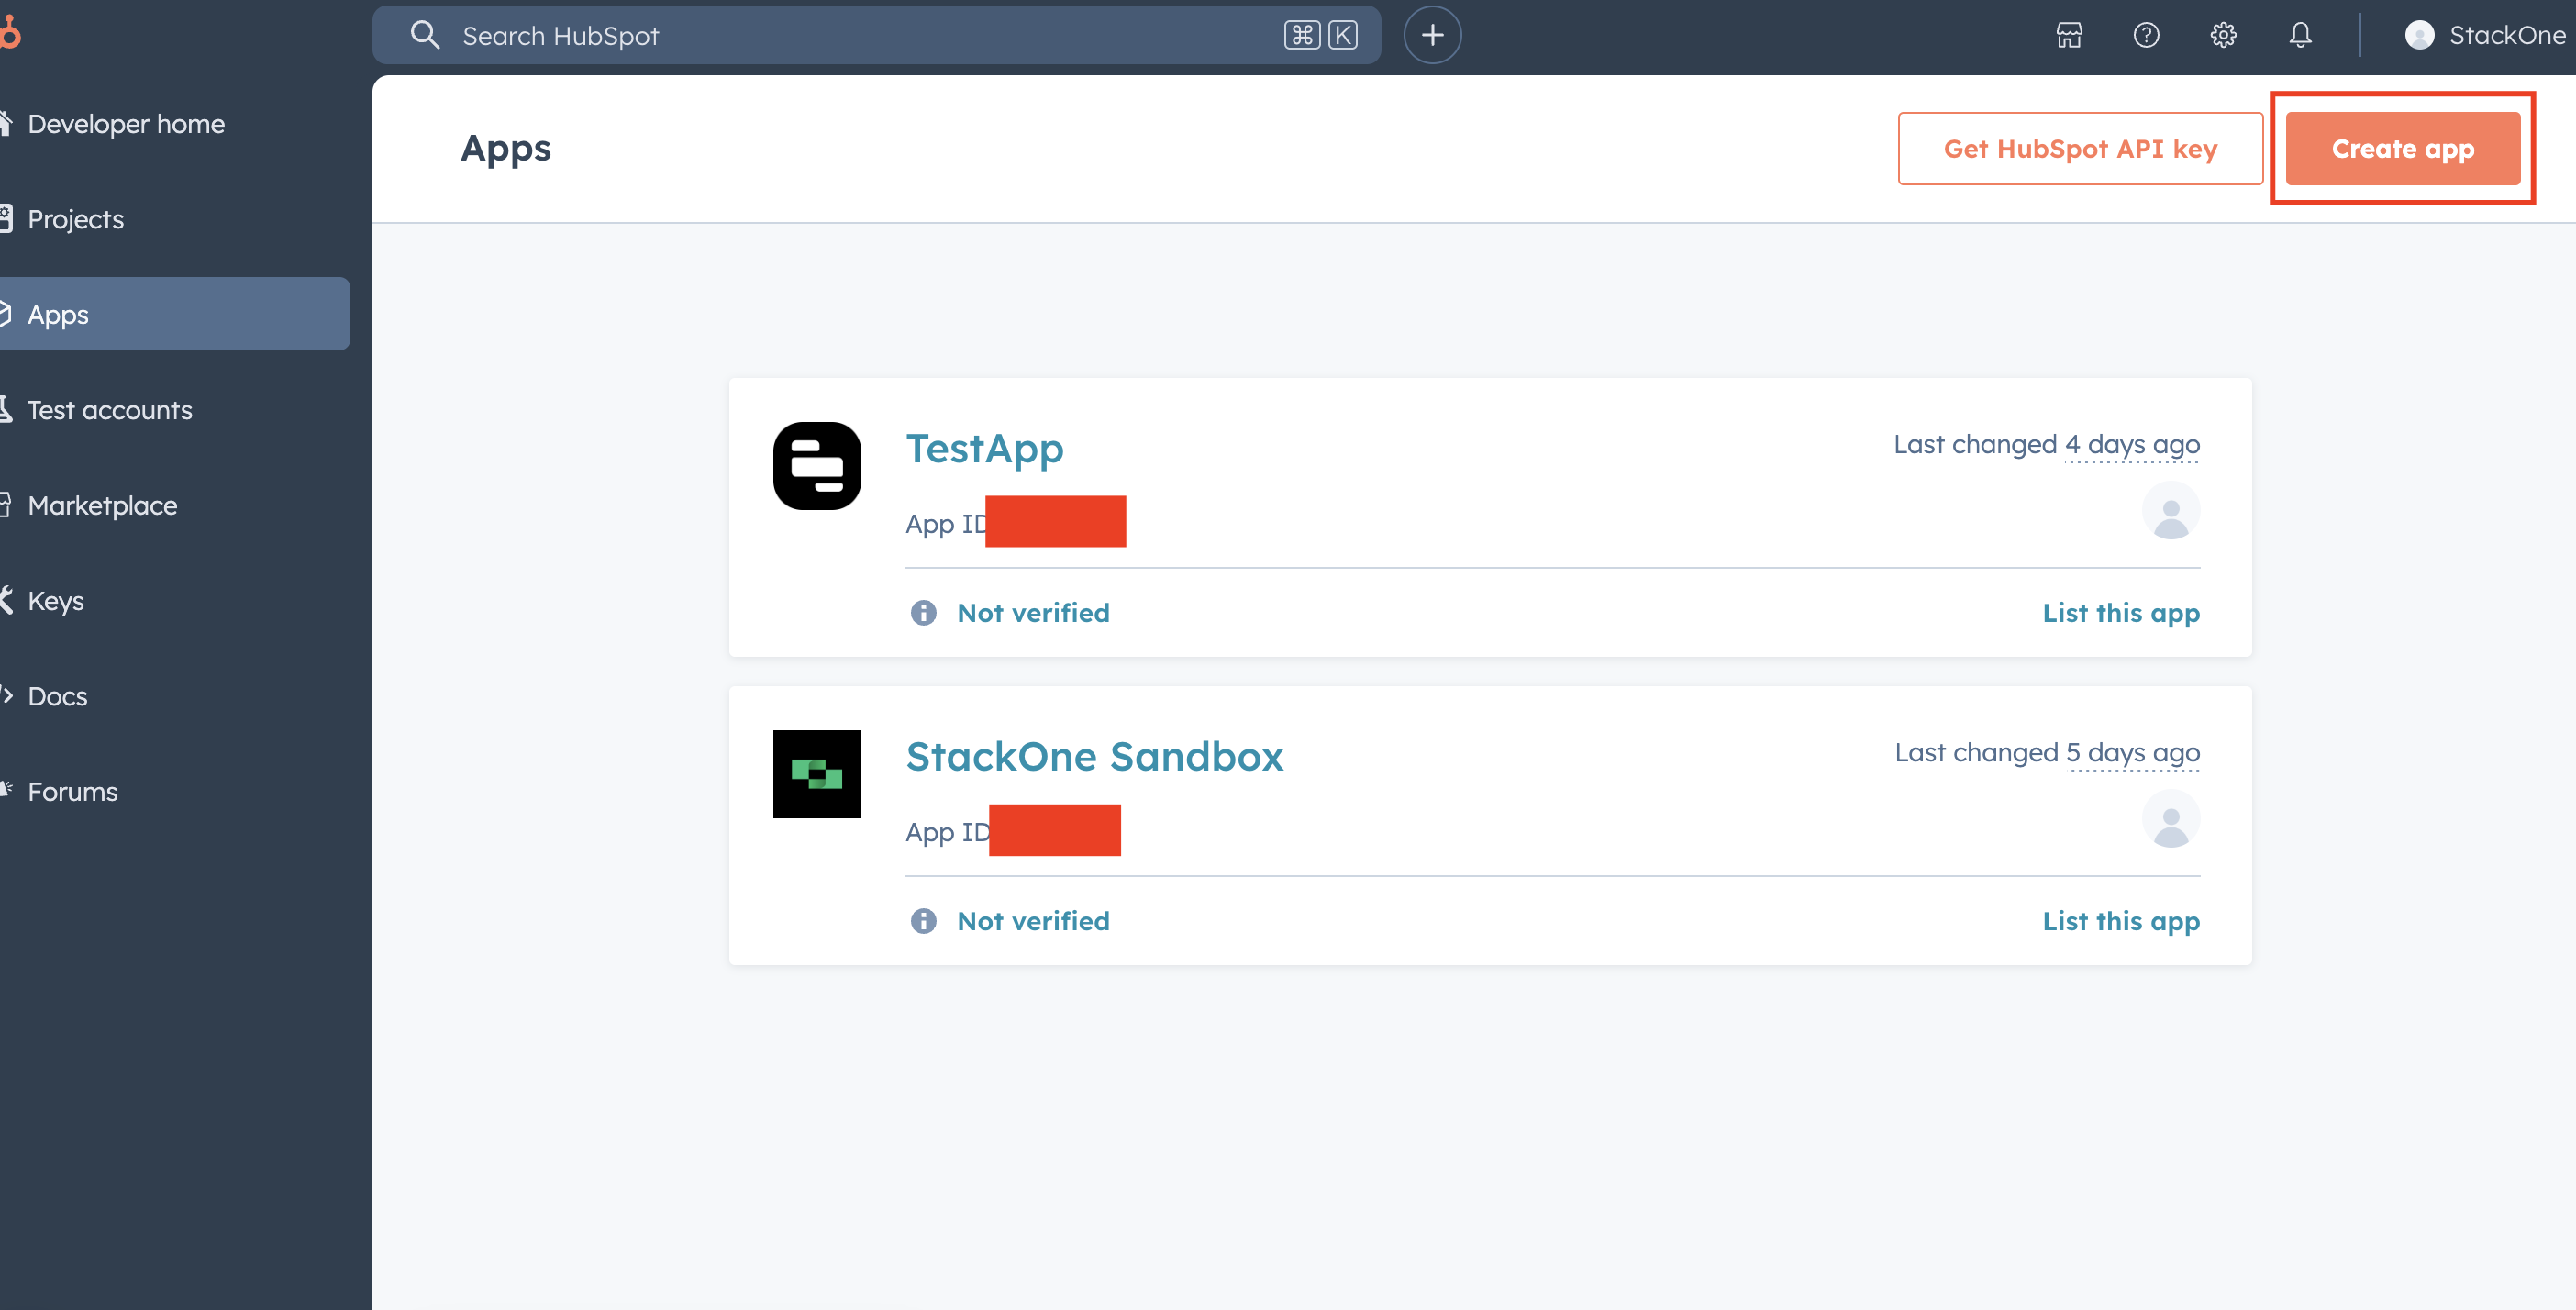 Search HubSpot
⌘ K
StackOne
Developer home
Projects
Apps
Test accounts
Marketplace
Keys
Docs
Forums
Apps
Get HubSpot API key
Create app
TestApp
Last changed 4 days ago
App ID
Not verified
List this app
StackOne Sandbox
Last changed 5 days ago
App ID
Not verified
List this app